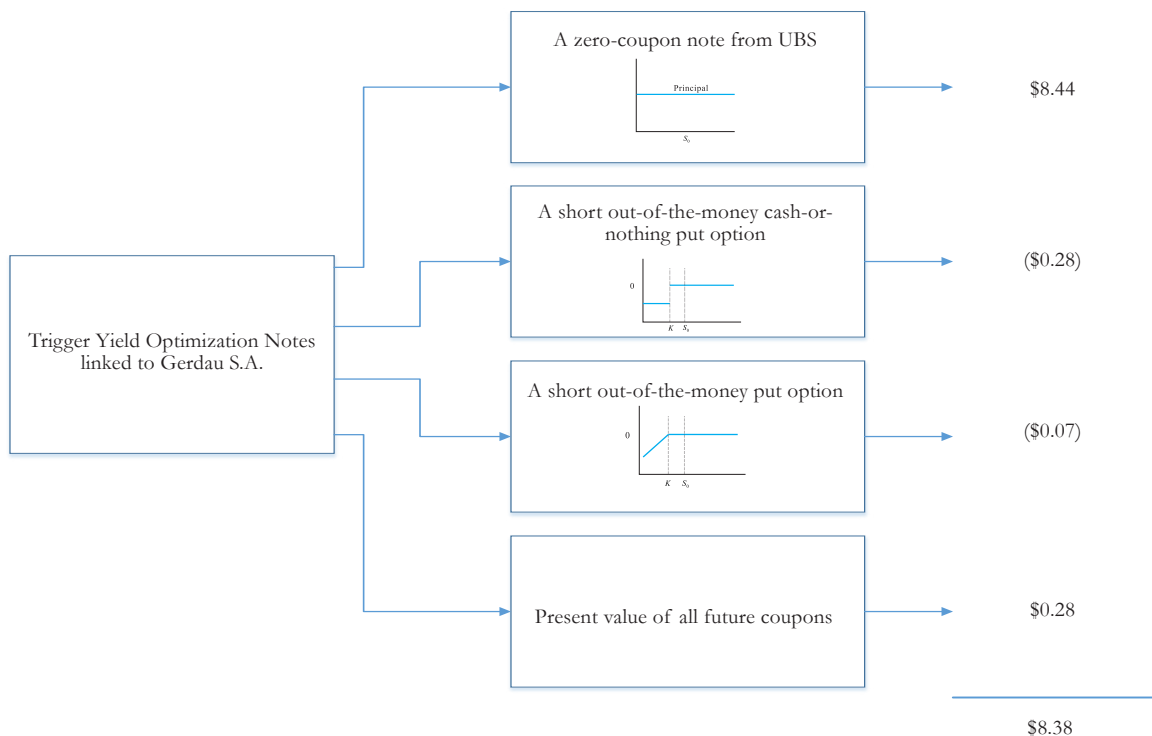 A zero-coupon note from UBS
Principal
S0
$8.44
A short out-of-the-money cash-or-
nothing put option
0
K S0
($0.28)
Trigger Yield Optimization Notes
linked to Gerdau S.A.
A short out-of-the-money put option
0
K S0
($0.07)
Present value of all future coupons
$0.28
$8.38